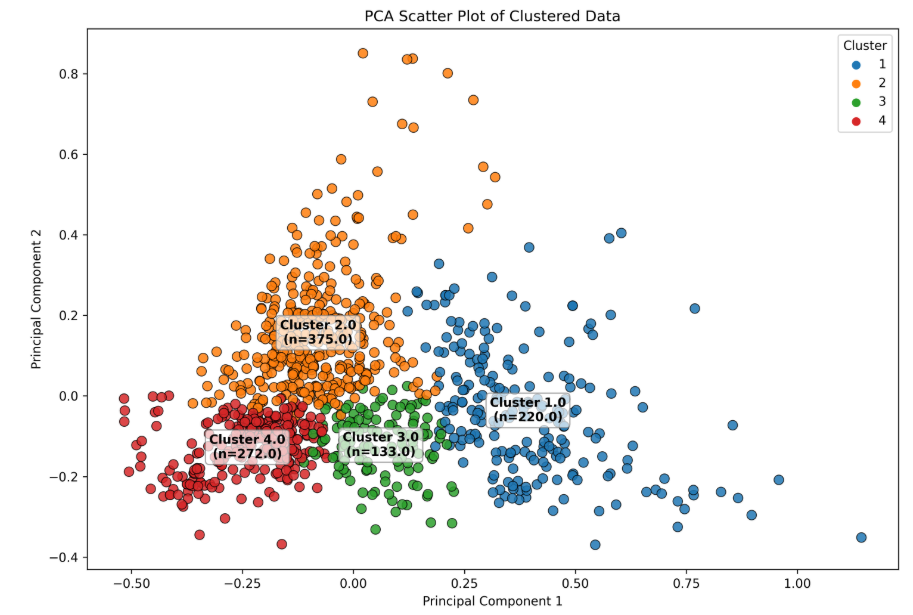 PCA Scatter Plot of Clustered Data
Cluster
1
2
3
4
Principal Component 2
0.8
0.6
0.4
0.2
0.0
−0.2
−0.4
Cluster 2.0
(n=375.0)
Cluster 1.0
(n=220.0)
Cluster 4.0
(n=272.0)
Cluster 3.0
(n=133.0)
−0.50
−0.25
0.00
0.25
0.50
0.75
1.00
Principal Component 1